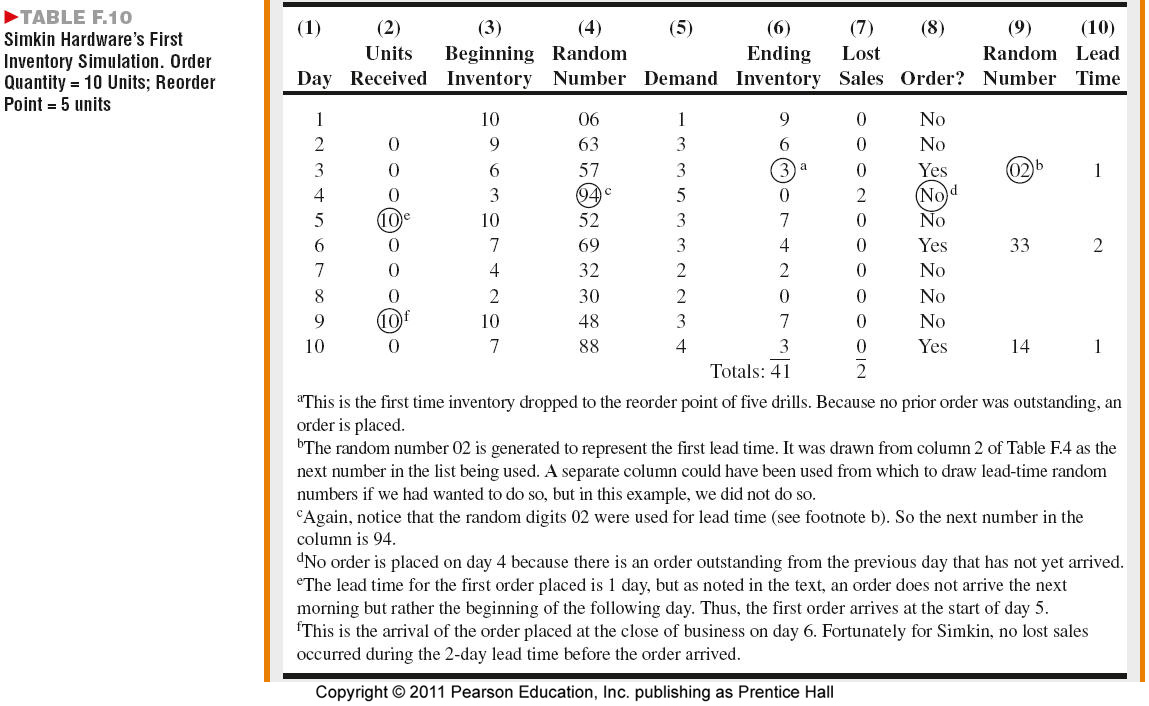 ►TABLE F.10
Simkin Hardware's First
Inventory Simulation. Order
Quantity = 10 Units; Reorder
Point = 5 units
(1) (2) (3) (4) (5) (6) (7) (8) (9) (10)
Units Beginning Random Ending Lost Random Lead
Day Received Inventory Number Demand Inventory Sales Order? Number Time
1 10 06 1 9 0 No
2 0 9 63 3 6 0 No
3 0 6 57 3 3 a 0 Yes 02 b 1
4 0 3 94 c 5 0 2 No d
5 10 e 10 52 3 7 0 No
6 0 7 69 3 4 0 Yes 33 2
7 0 4 32 2 2 0 No
8 0 2 30 2 0 0 No
9 10 f 10 48 3 7 0 No
10 0 7 88 4 3 0 Yes 14 1
Totals: 41 2
aThis is the first time inventory dropped to the reorder point of five drills. Because no prior order was outstanding, an
order is placed.
bThe random number 02 is generated to represent the first lead time. It was drawn from column 2 of Table F.4 as the
next number in the list being used. A separate column could have been used from which to draw lead-time random
numbers if we had wanted to do so, but in this example, we did not do so.
cAgain, notice that the random digits 02 were used for lead time (see footnote b). So the next number in the
column is 94.
dNo order is placed on day 4 because there is an order outstanding from the previous day that has not yet arrived.
eThe lead time for the first order placed is 1 day, but as noted in the text, an order does not arrive the next
morning but rather the beginning of the following day. Thus, the first order arrives at the start of day 5.
fThis is the arrival of the order placed at the close of business on day 6. Fortunately for Simkin, no lost sales
occurred during the 2-day lead time before the order arrived.
Copyright © 2011 Pearson Education, Inc. publishing as Prentice Hall